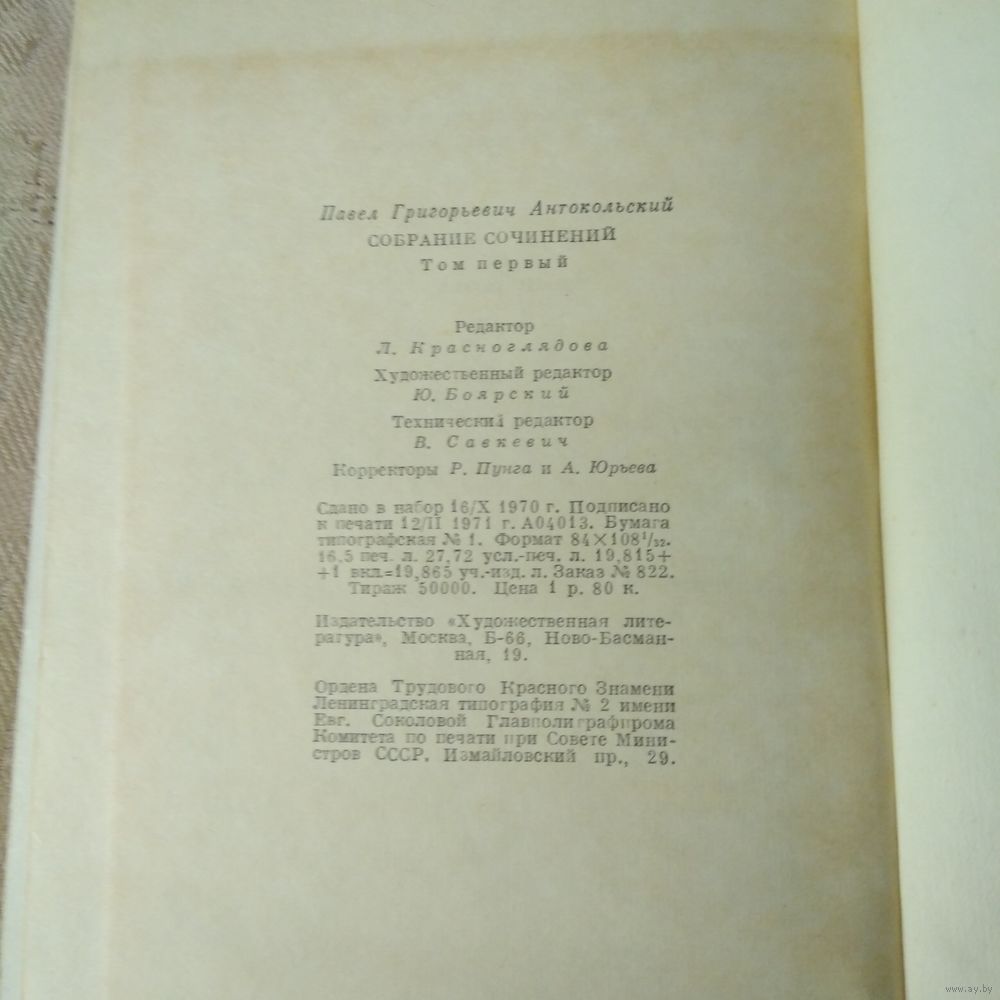 Павел Григорьевич Антокольский
СОБРАНИЕ СОЧИНЕНИЙ
Том первый
Редактор
Л. Красноглядова
Художественный редактор
Ю. Боярский
Технический редактор
В. Савкевич
Корректоры Р. Пунга и А. Юрьева
Сдано в набор 16/X 1970 г. Подписано
к печати 12/II 1971 г. А04013. Бумага
типографская № 1. Формат 84×108¹/₃₂.
16,5 печ. л. 27,72 усл.-печ. л. 19,815+
+1 вкл.=19,865 уч.-изд. л. Заказ № 822.
Тираж 50000. Цена 1 р. 80 к.
Издательство «Художественная лите-
ратура», Москва, Б-66, Ново-Басман-
ная, 19.
Ордена Трудового Красного Знамени
Ленинградская типография № 2 имени
Евг. Соколовой Главполиграфпрома
Комитета по печати при Совете Мини-
стров СССР. Измайловский пр., 29.
www.ay.by